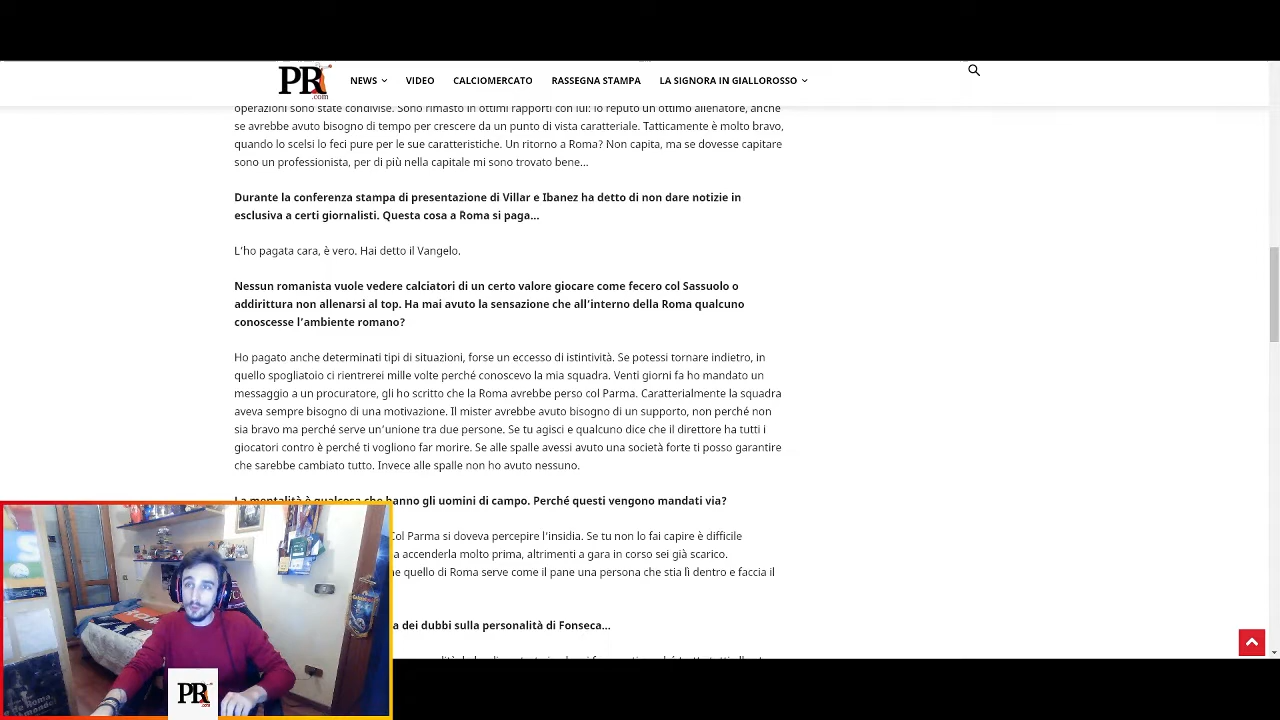 PR
.com
NEWS
VIDEO
CALCIOMERCATO
RASSEGNA STAMPA
LA SIGNORA IN GIALLOROSSO
operazioni sono state condivise. Sono rimasto in ottimi rapporti con lui: lo reputo un ottimo allenatore, anche
se avrebbe avuto bisogno di tempo per crescere da un punto di vista caratteriale. Tatticamente è molto bravo,
quando lo scelsi lo feci pure per le sue caratteristiche. Un ritorno a Roma? Non capita, ma se dovesse capitare
sono un professionista, per di più nella capitale mi sono trovato bene...
Durante la conferenza stampa di presentazione di Villar e Ibanez ha detto di non dare notizie in
esclusiva a certi giornalisti. Questa cosa a Roma si paga...
L'ho pagata cara, è vero. Hai detto il Vangelo.
Nessun romanista vuole vedere calciatori di un certo valore giocare come fecero col Sassuolo o
addirittura non allenarsi al top. Ha mai avuto la sensazione che all'interno della Roma qualcuno
conoscesse l'ambiente romano?
Ho pagato anche determinati tipi di situazioni, forse un eccesso di istintività. Se potessi tornare indietro, in
quello spogliatoio ci rientrerei mille volte perché conoscevo la mia squadra. Venti giorni fa ho mandato un
messaggio a un procuratore, gli ho scritto che la Roma avrebbe perso col Parma. Caratterialmente la squadra
aveva sempre bisogno di una motivazione. Il mister avrebbe avuto bisogno di un supporto, non perché non
sia bravo ma perché serve un'unione tra due persone. Se tu agisci e qualcuno dice che il direttore ha tutti i
giocatori contro è perché ti vogliono far morire. Se alle spalle avessi avuto una società forte ti posso garantire
che sarebbe cambiato tutto. Invece alle spalle non ho avuto nessuno.
La mentalità è qualcosa che hanno gli uomini di campo. Perché questi vengono mandati via?
Col Parma si doveva percepire l'insidia. Se tu non lo fai capire è difficile
a accenderla molto prima, altrimenti a gara in corso sei già scarico.
e quello di Roma serve come il pane una persona che stia lì dentro e faccia il
a dei dubbi sulla personalità di Fonseca...
PR
.com